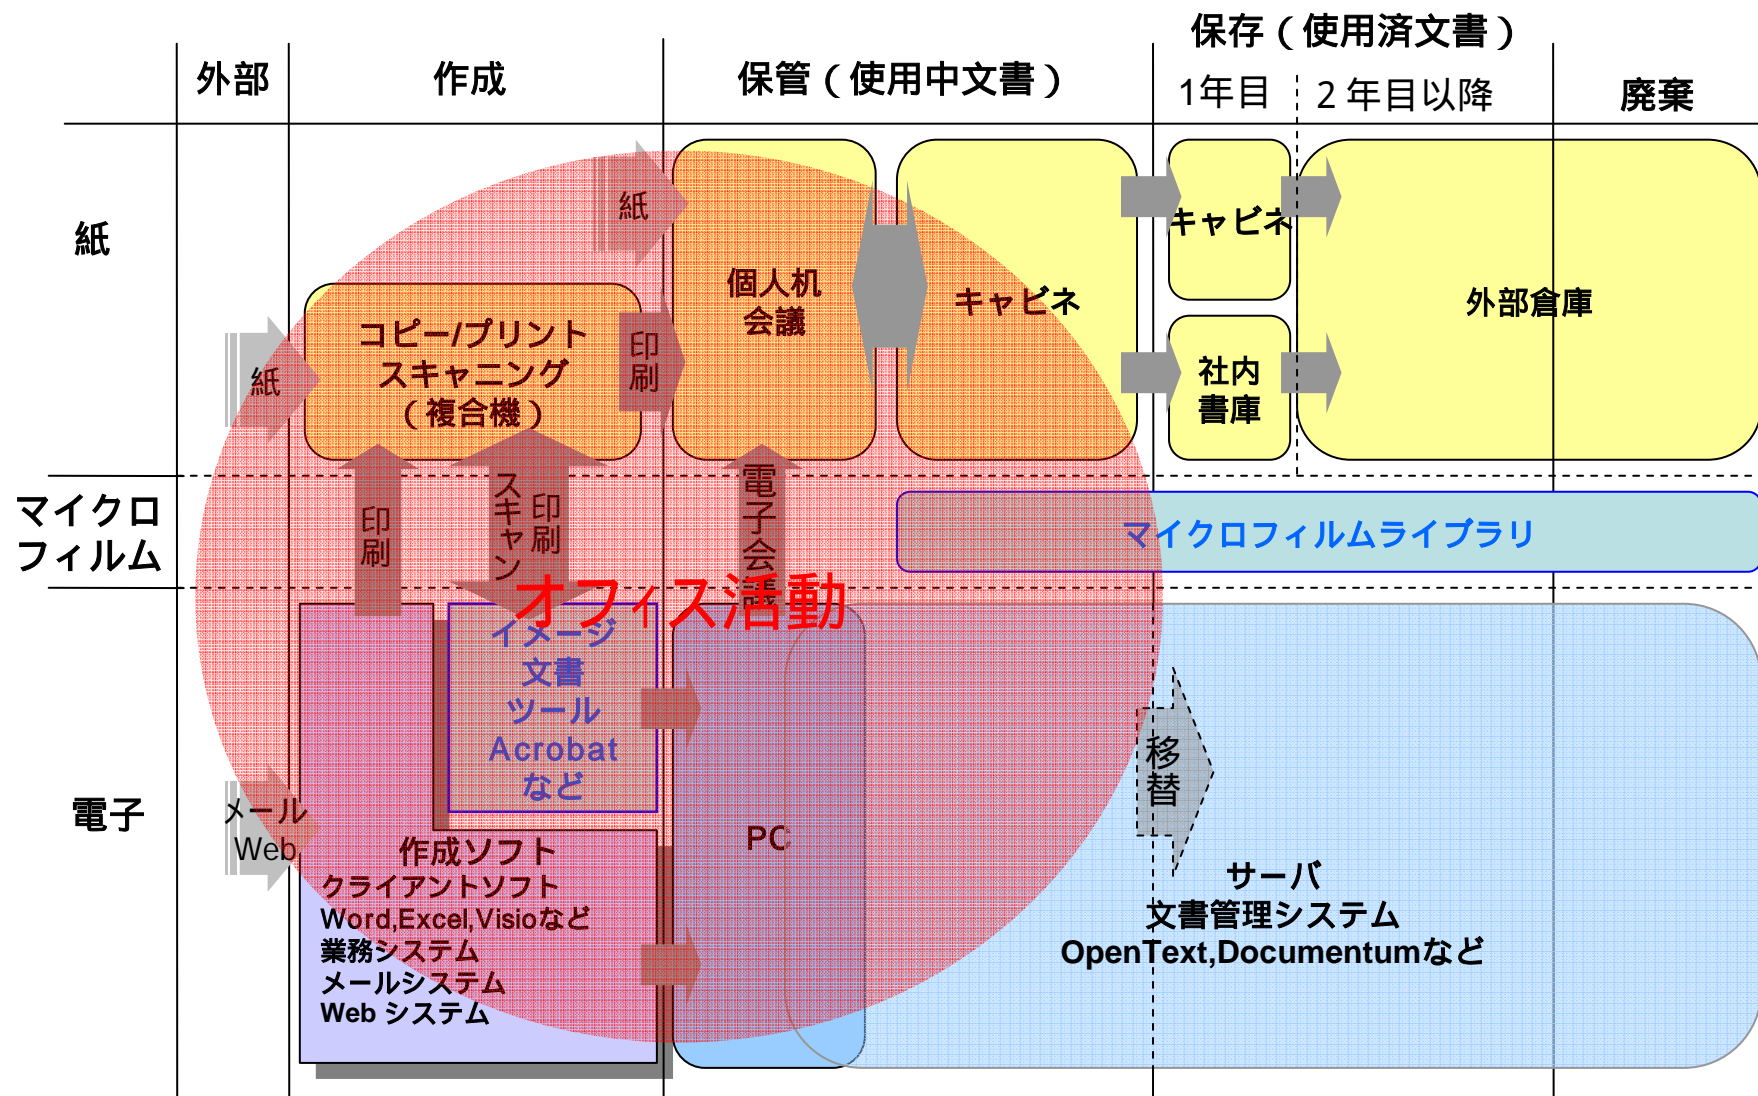 保存（使用済文書）
外部
作成
保管（使用中文書）
1年目
2年目以降
廃棄
紙
紙
個人机
会議
キャビネ
キャビネ
外部倉庫
コピー/プリント
スキャニング
（複合機）
印
刷
紙
社内
書庫
マイクロ
フィルム
印
刷
スキャン
印
刷
電子会議
マイクロフィルムライブラリ
オフィス活動
イメージ
文書
ツール
Acrobat
など
電子
メール
Web
移
替
PC
作成ソフト
クライアントソフト
Word,Excel,Visioなど
業務システム
メールシステム
Web システム
サーバ
文書管理システム
OpenText,Documentumなど